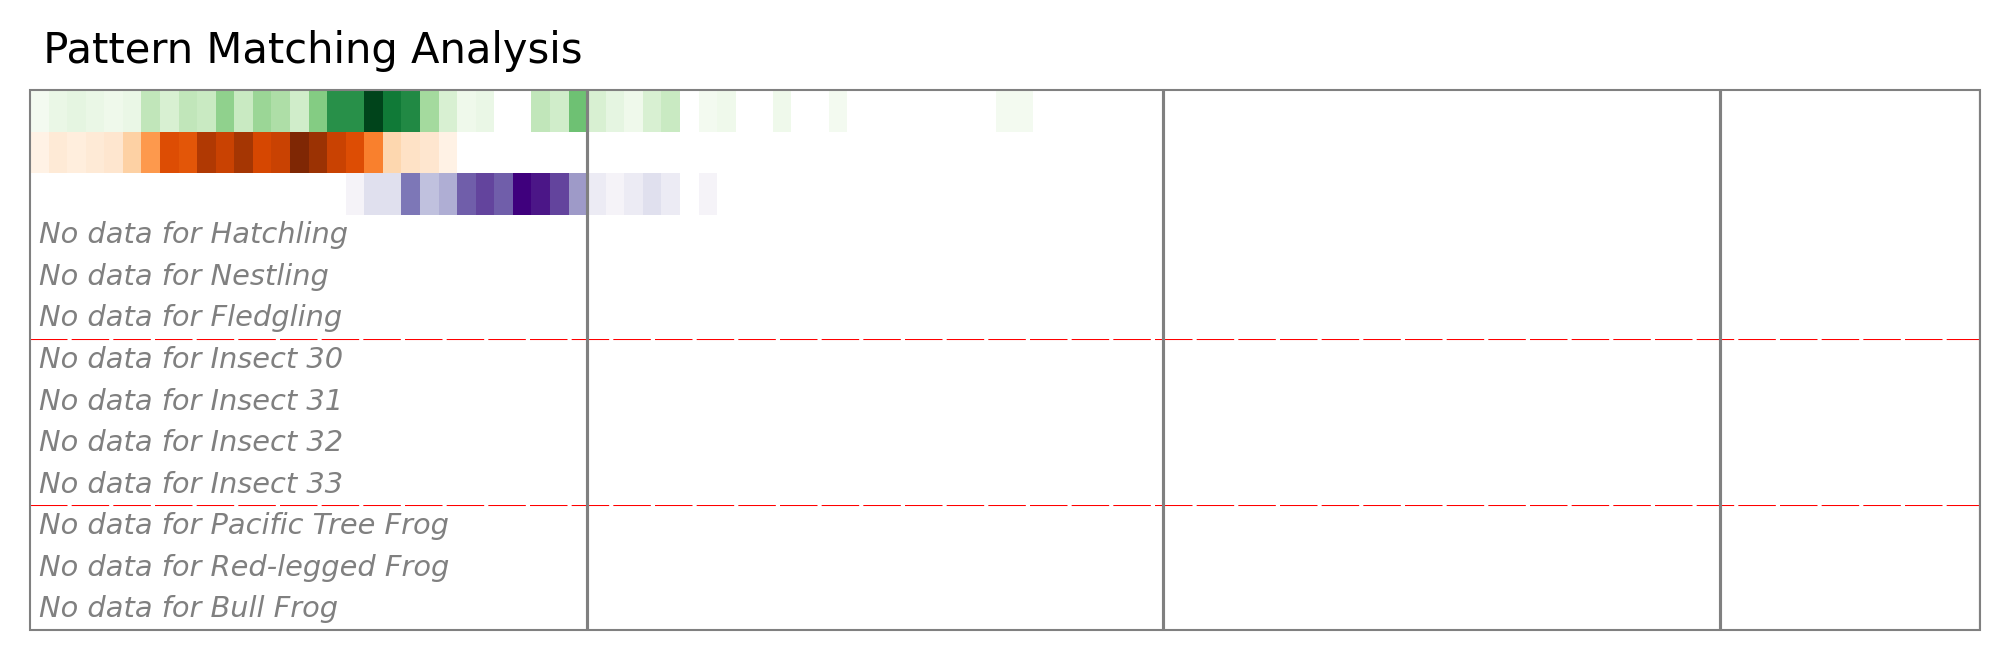 Pattern Matching Analysis
No data for Hatchling
No data for Nestling
No data for Fledgling
No data for Insect 30
No data for Insect 31
No data for Insect 32
No data for Insect 33
No data for Pacific Tree Frog
No data for Red-legged Frog
No data for Bull Frog